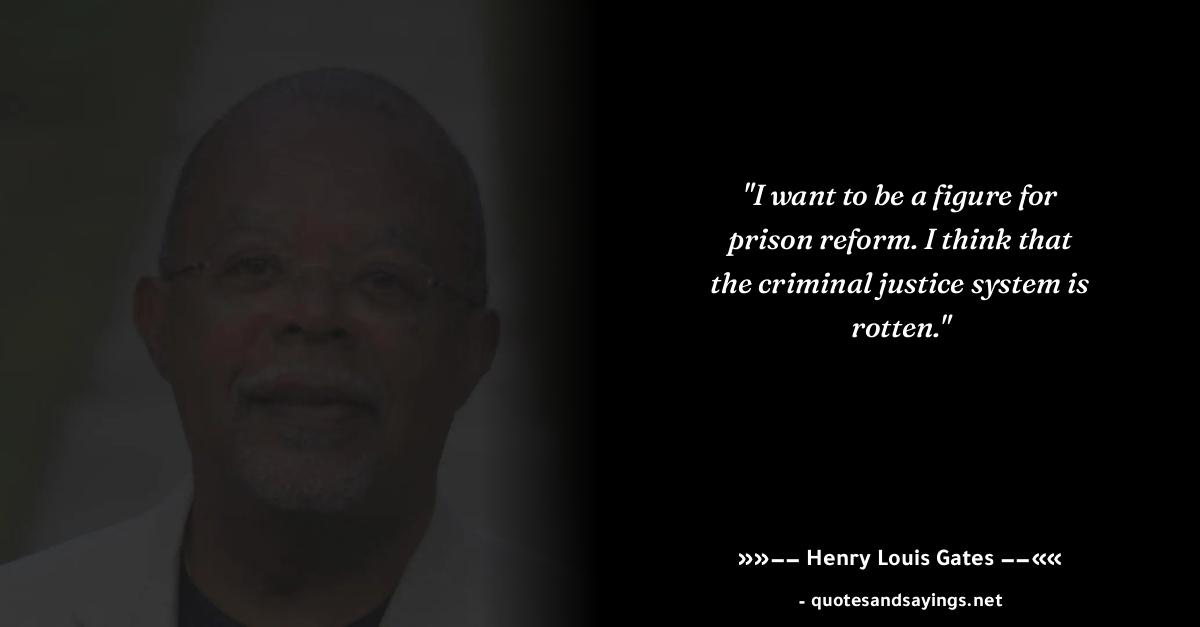 "I want to be a figure for
prison reform. I think that
the criminal justice system is
rotten."
»»−− Henry Louis Gates −−««
- quotesandsayings.net